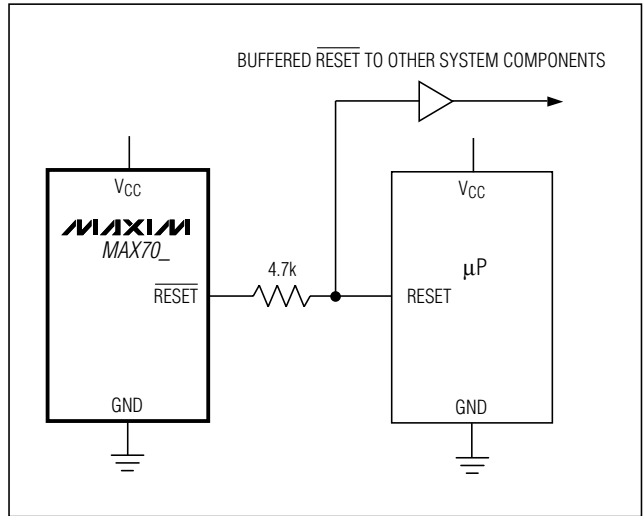 BUFFERED RESET TO OTHER SYSTEM COMPONENTS
VCC
MAXIM
MAX70_
RESET
GND
4.7k
VCC
μP
RESET
GND